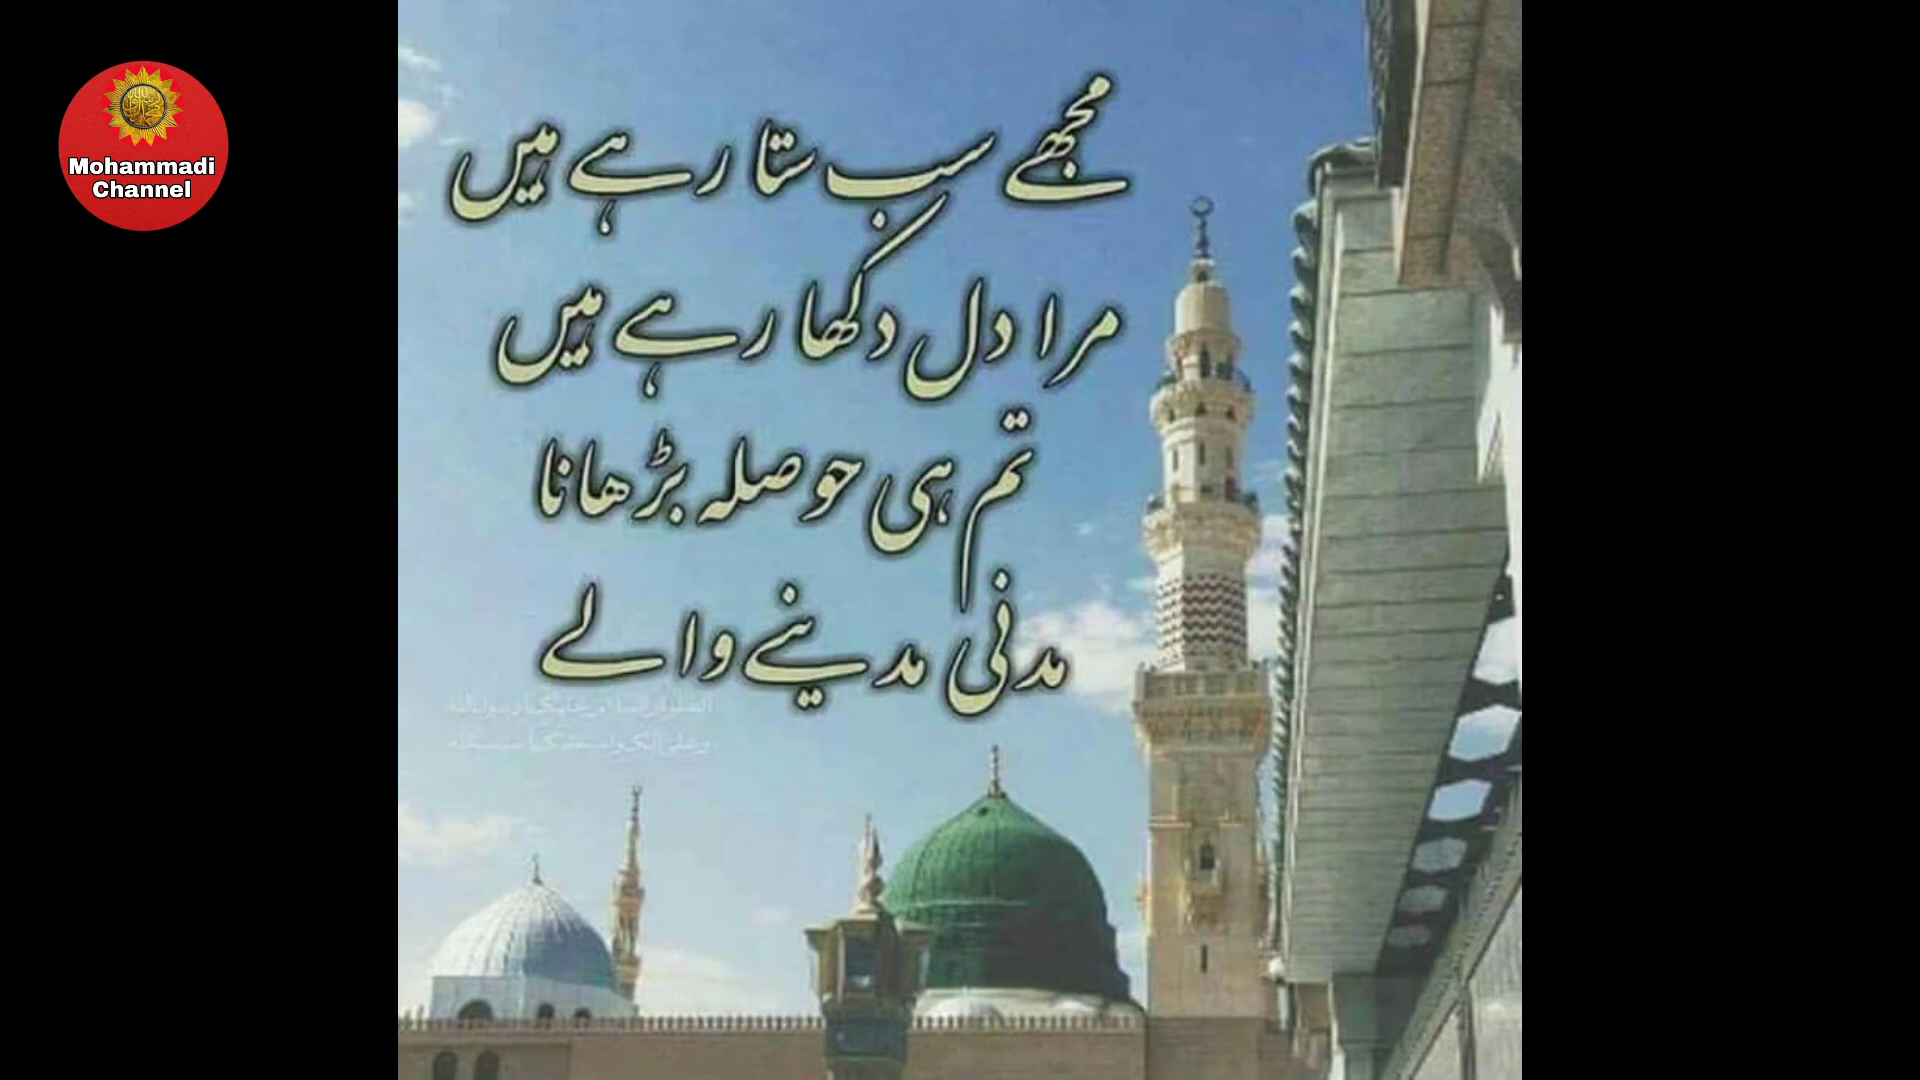 Mohammadi
Channel
مجھے سب ستا رہے ہیں
مرا دل دکھا رہے ہیں
تم ہی حوصلہ بڑھانا
مدنی مدینے والے